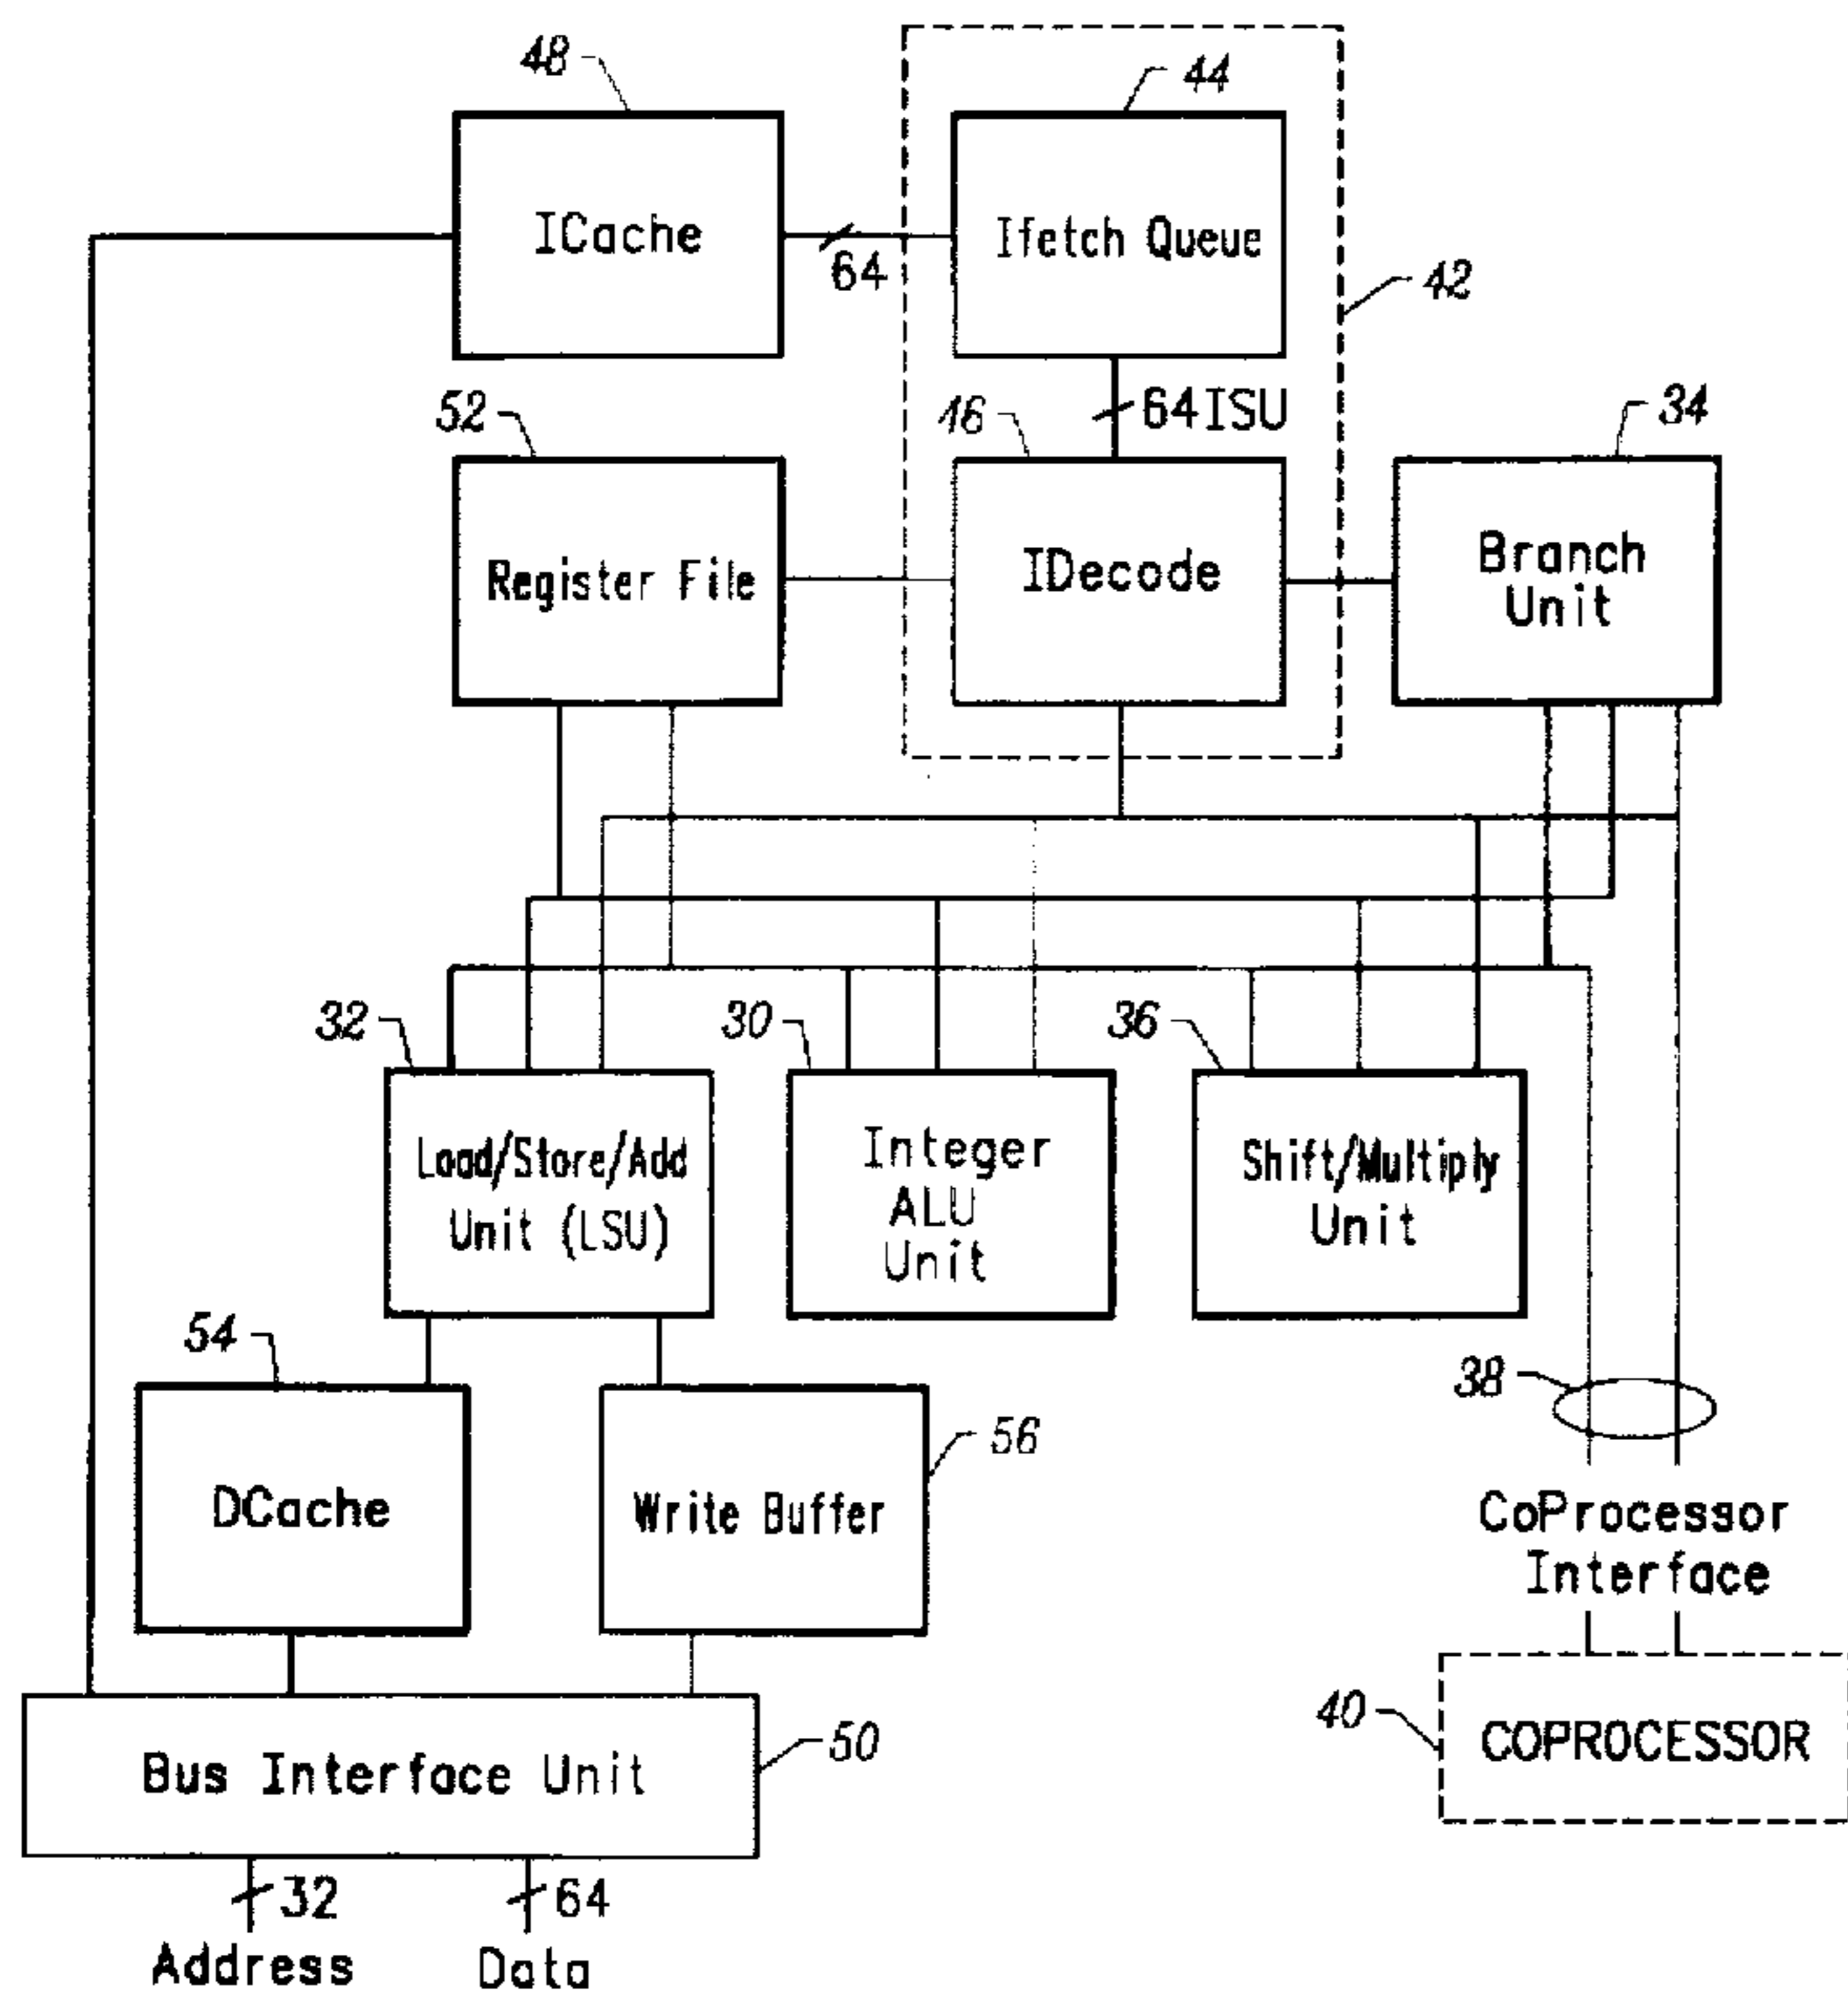 48
44
ICache
Ifetch Queue
64
42
52
64ISU
46
34
Register File
IDecode
Branch
Unit
32
30
36
Load/Store/Add
Unit (LSU)
Integer
ALU
Unit
Shift/Multiply
Unit
54
38
56
DCache
Write Buffer
CoProcessor
Interface
50
40
Bus Interface Unit
COPROCESSOR
32
64
Address
Data